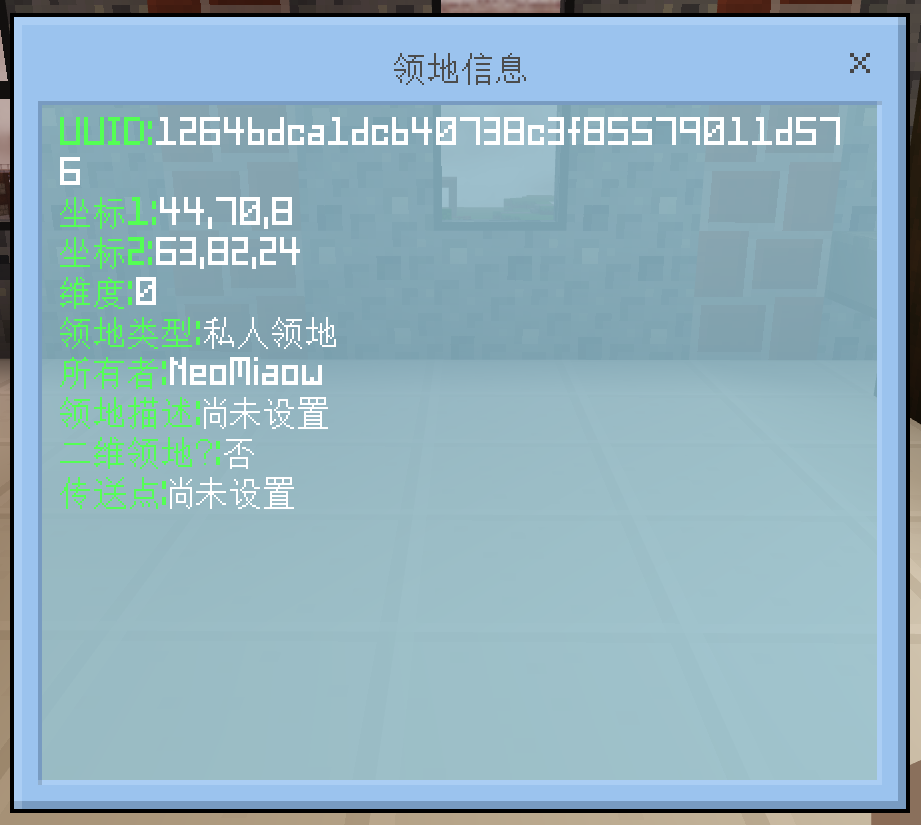 领地信息
UUID:1264bdca1dcb40738c3f85579011d57
6
坐标1:44,70,8
坐标2:63,82,24
维度:0
领地类型:私人领地
所有者:NeoMiaow
领地描述:尚未设置
二维领地?:否
传送点:尚未设置